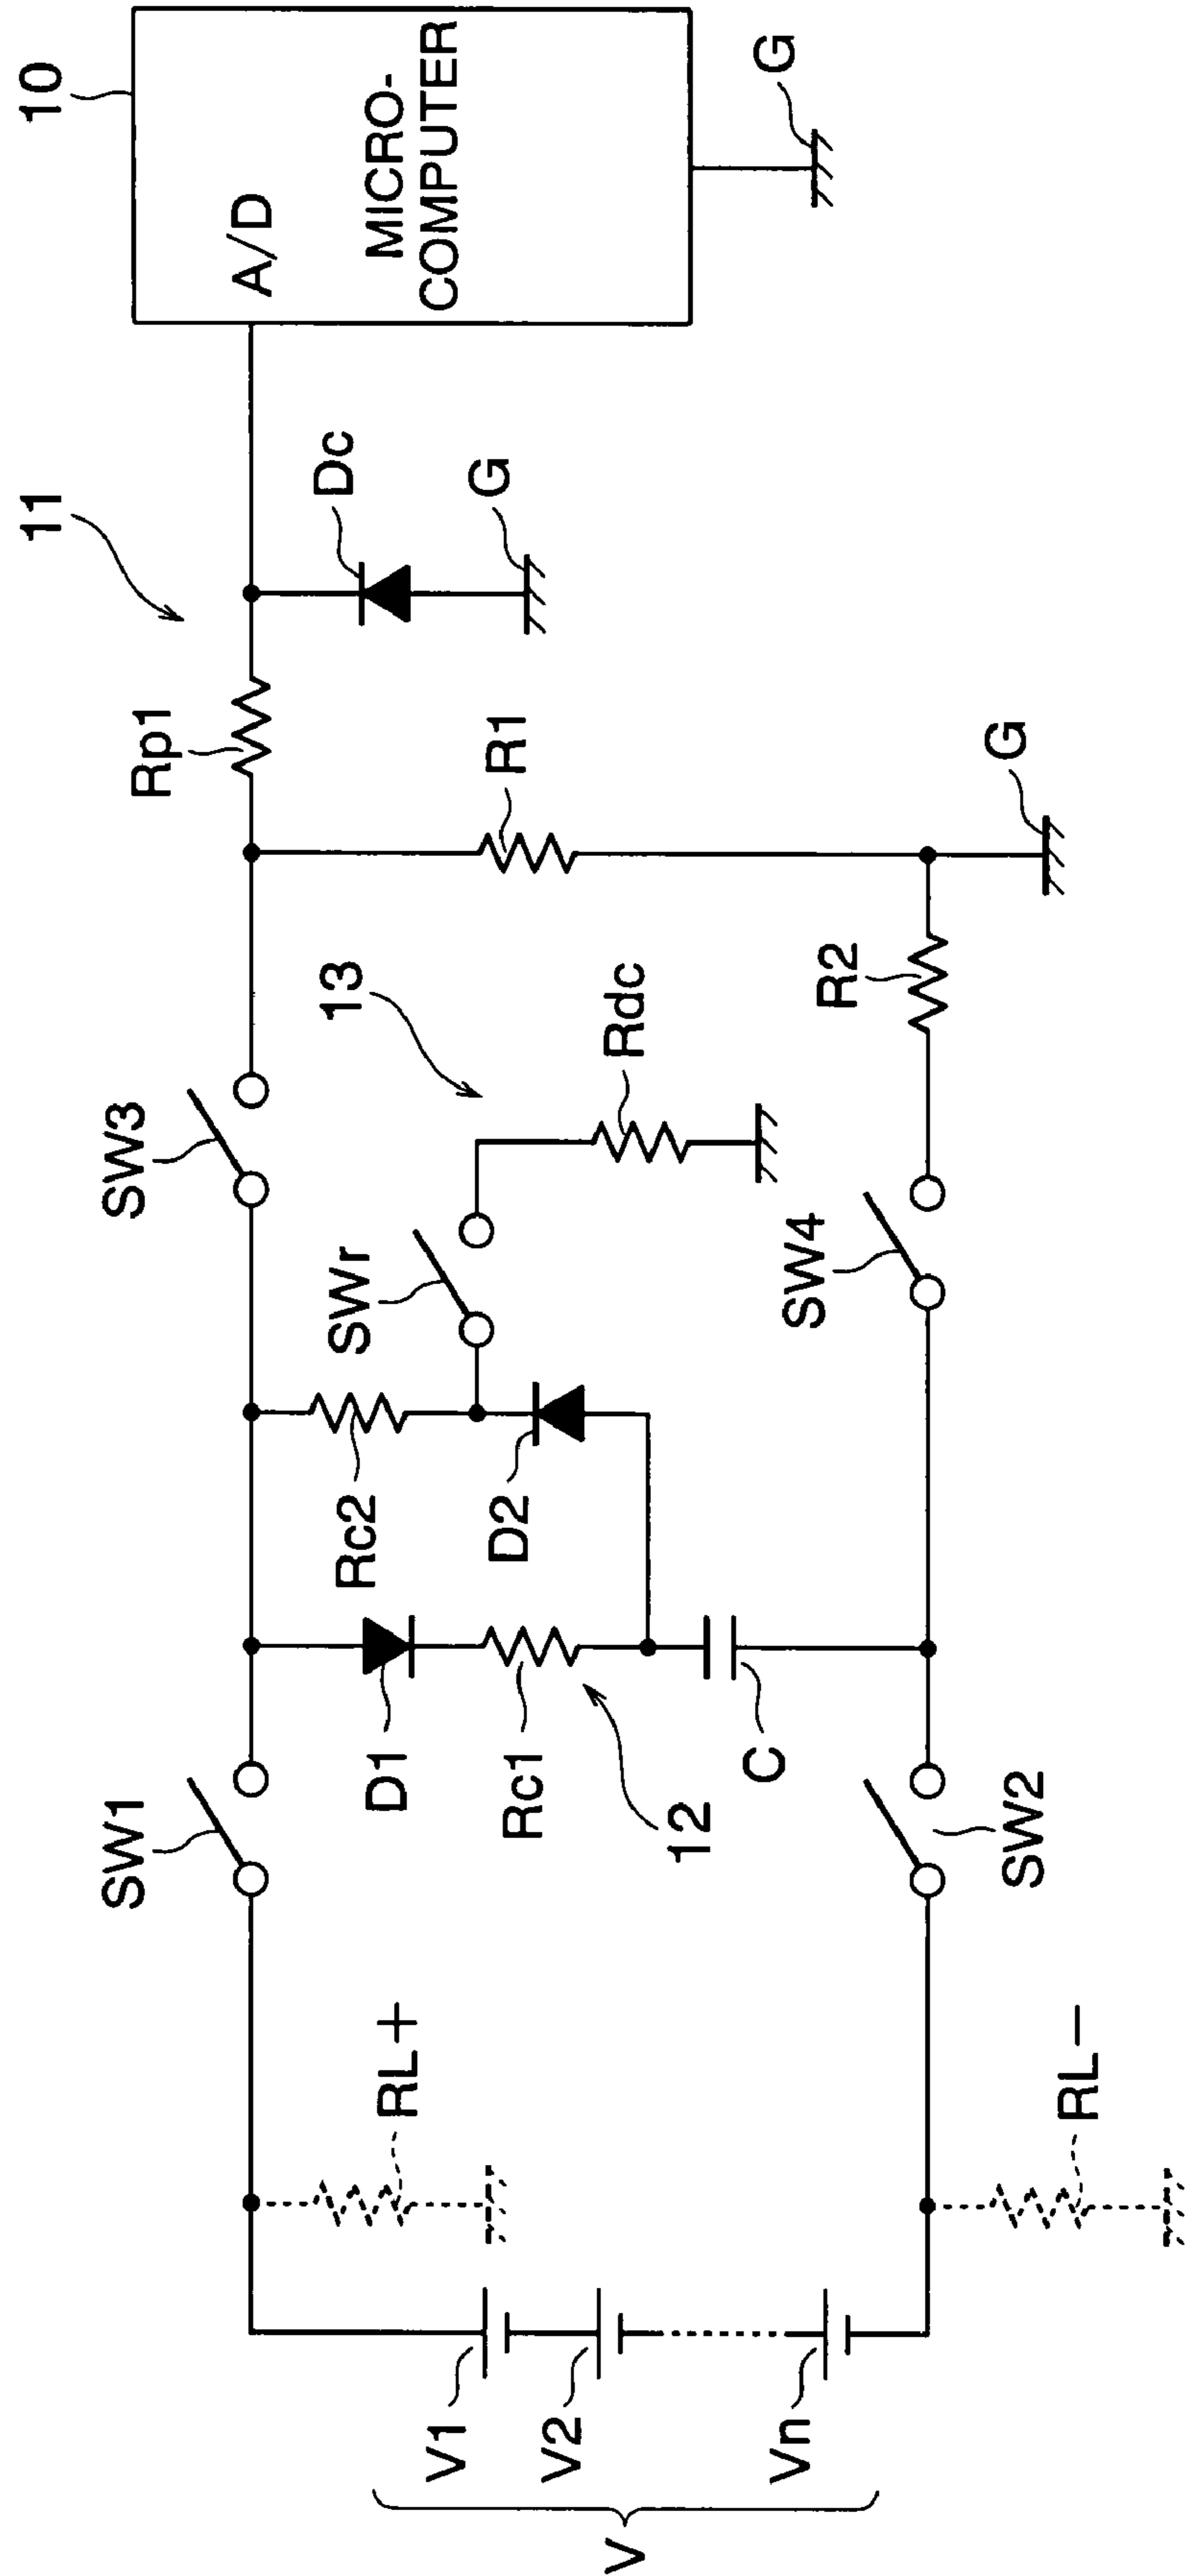 10
A/D
MICRO-
COMPUTER
G
11
Dc
G
Rp1
R1
G
13
R2
Rdc
SW3
SWr
SW4
Rc2
D2
D1
Rc1
12
C
SW1
SW2
RL+
RL−
V1
V2
Vn
V